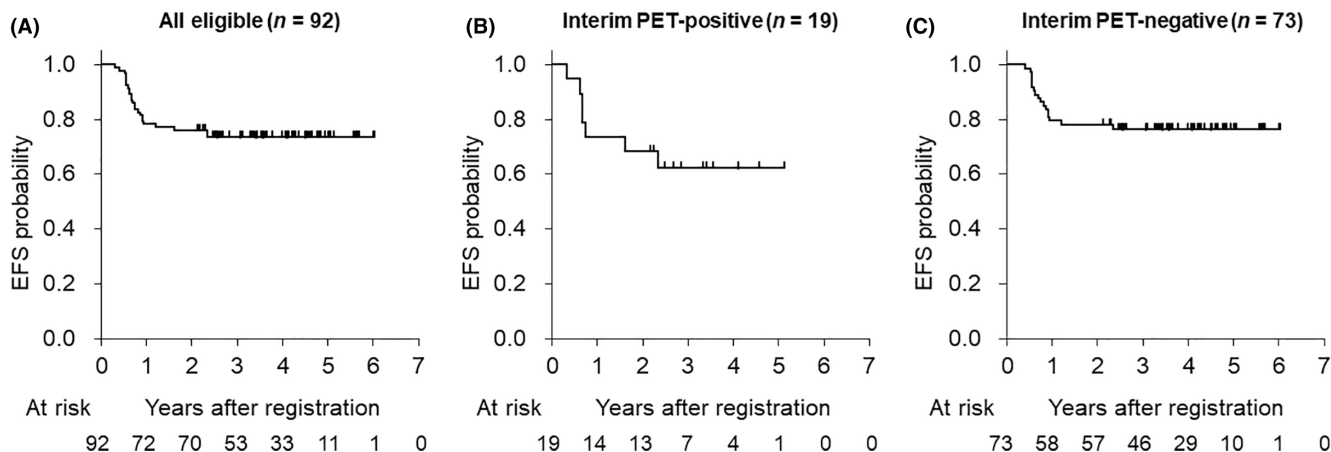 (A) All eligible (n = 92)
EFS probability
1.0
0.8
0.6
0.4
0.2
0.0
0 1 2 3 4 5 6 7
At risk Years after registration
92 72 70 53 33 11 1 0
(B) Interim PET-positive (n = 19)
EFS probability
1.0
0.8
0.6
0.4
0.2
0.0
0 1 2 3 4 5 6 7
At risk Years after registration
19 14 13 7 4 1 0 0
(C) Interim PET-negative (n = 73)
EFS probability
1.0
0.8
0.6
0.4
0.2
0.0
0 1 2 3 4 5 6 7
At risk Years after registration
73 58 57 46 29 10 1 0